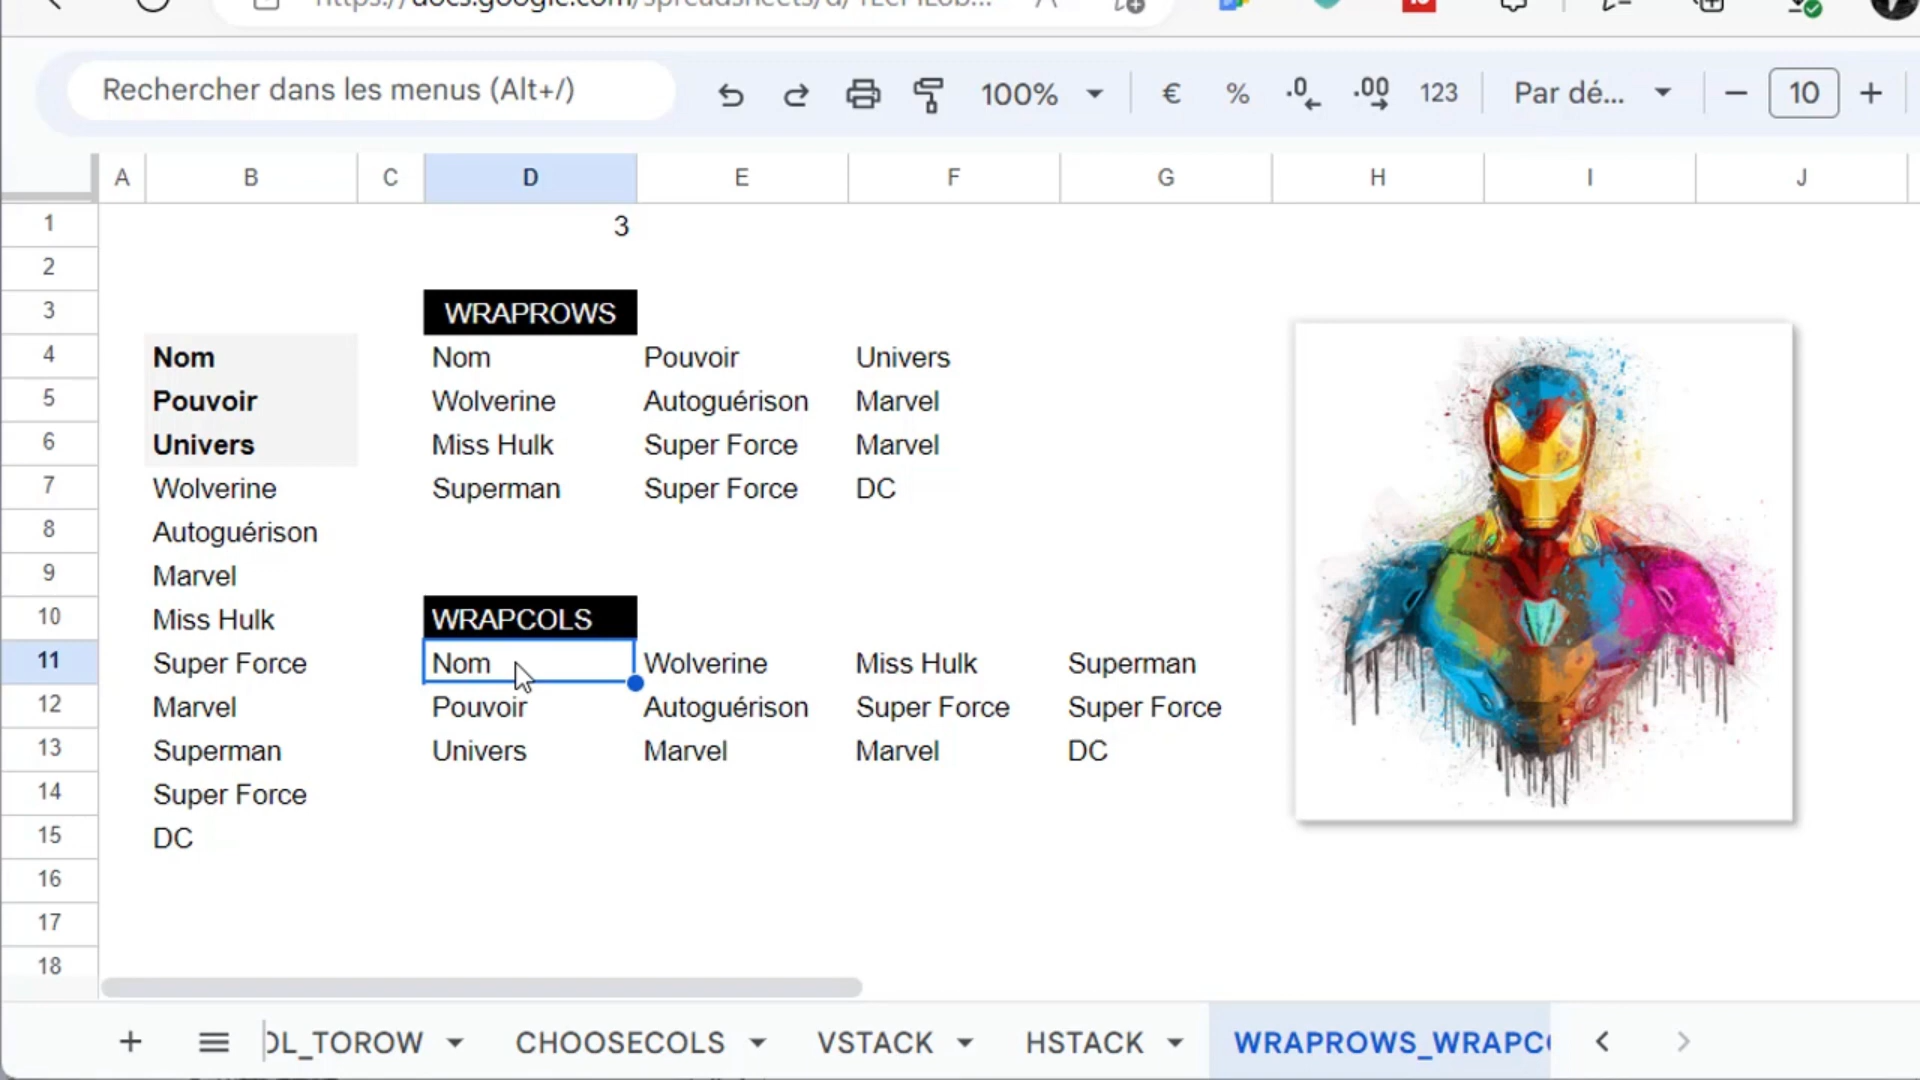 Rechercher dans les menus (Alt+/)
100% € % .0 .00 123 Par dé... 10
A B C D E F G H I J
1 3
2
3 WRAPROWS
4 Nom Nom Pouvoir Univers
5 Pouvoir Wolverine Autoguérison Marvel
6 Univers Miss Hulk Super Force Marvel
7 Wolverine Superman Super Force DC
8 Autoguérison
9 Marvel
10 Miss Hulk WRAPCOLS
11 Super Force Nom Wolverine Miss Hulk Superman
12 Marvel Pouvoir Autoguérison Super Force Super Force
13 Superman Univers Marvel Marvel DC
14 Super Force
15 DC
16
17
18
OL_TOROW CHOOSECOLS VSTACK HSTACK WRAPROWS_WRAPC